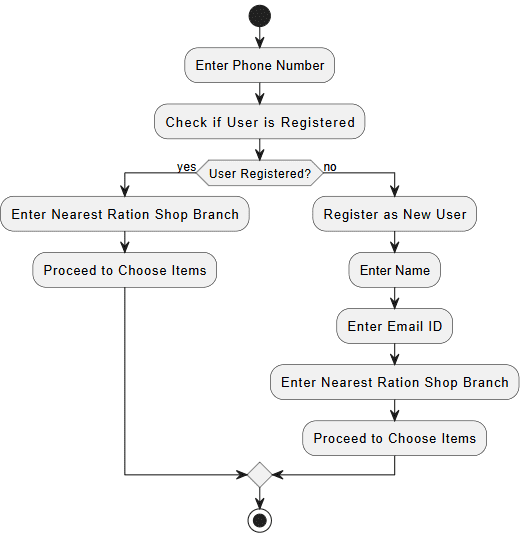 Enter Phone Number
Check if User is Registered
yes
User Registered?
no
Enter Nearest Ration Shop Branch
Proceed to Choose Items
Register as New User
Enter Name
Enter Email ID
Enter Nearest Ration Shop Branch
Proceed to Choose Items